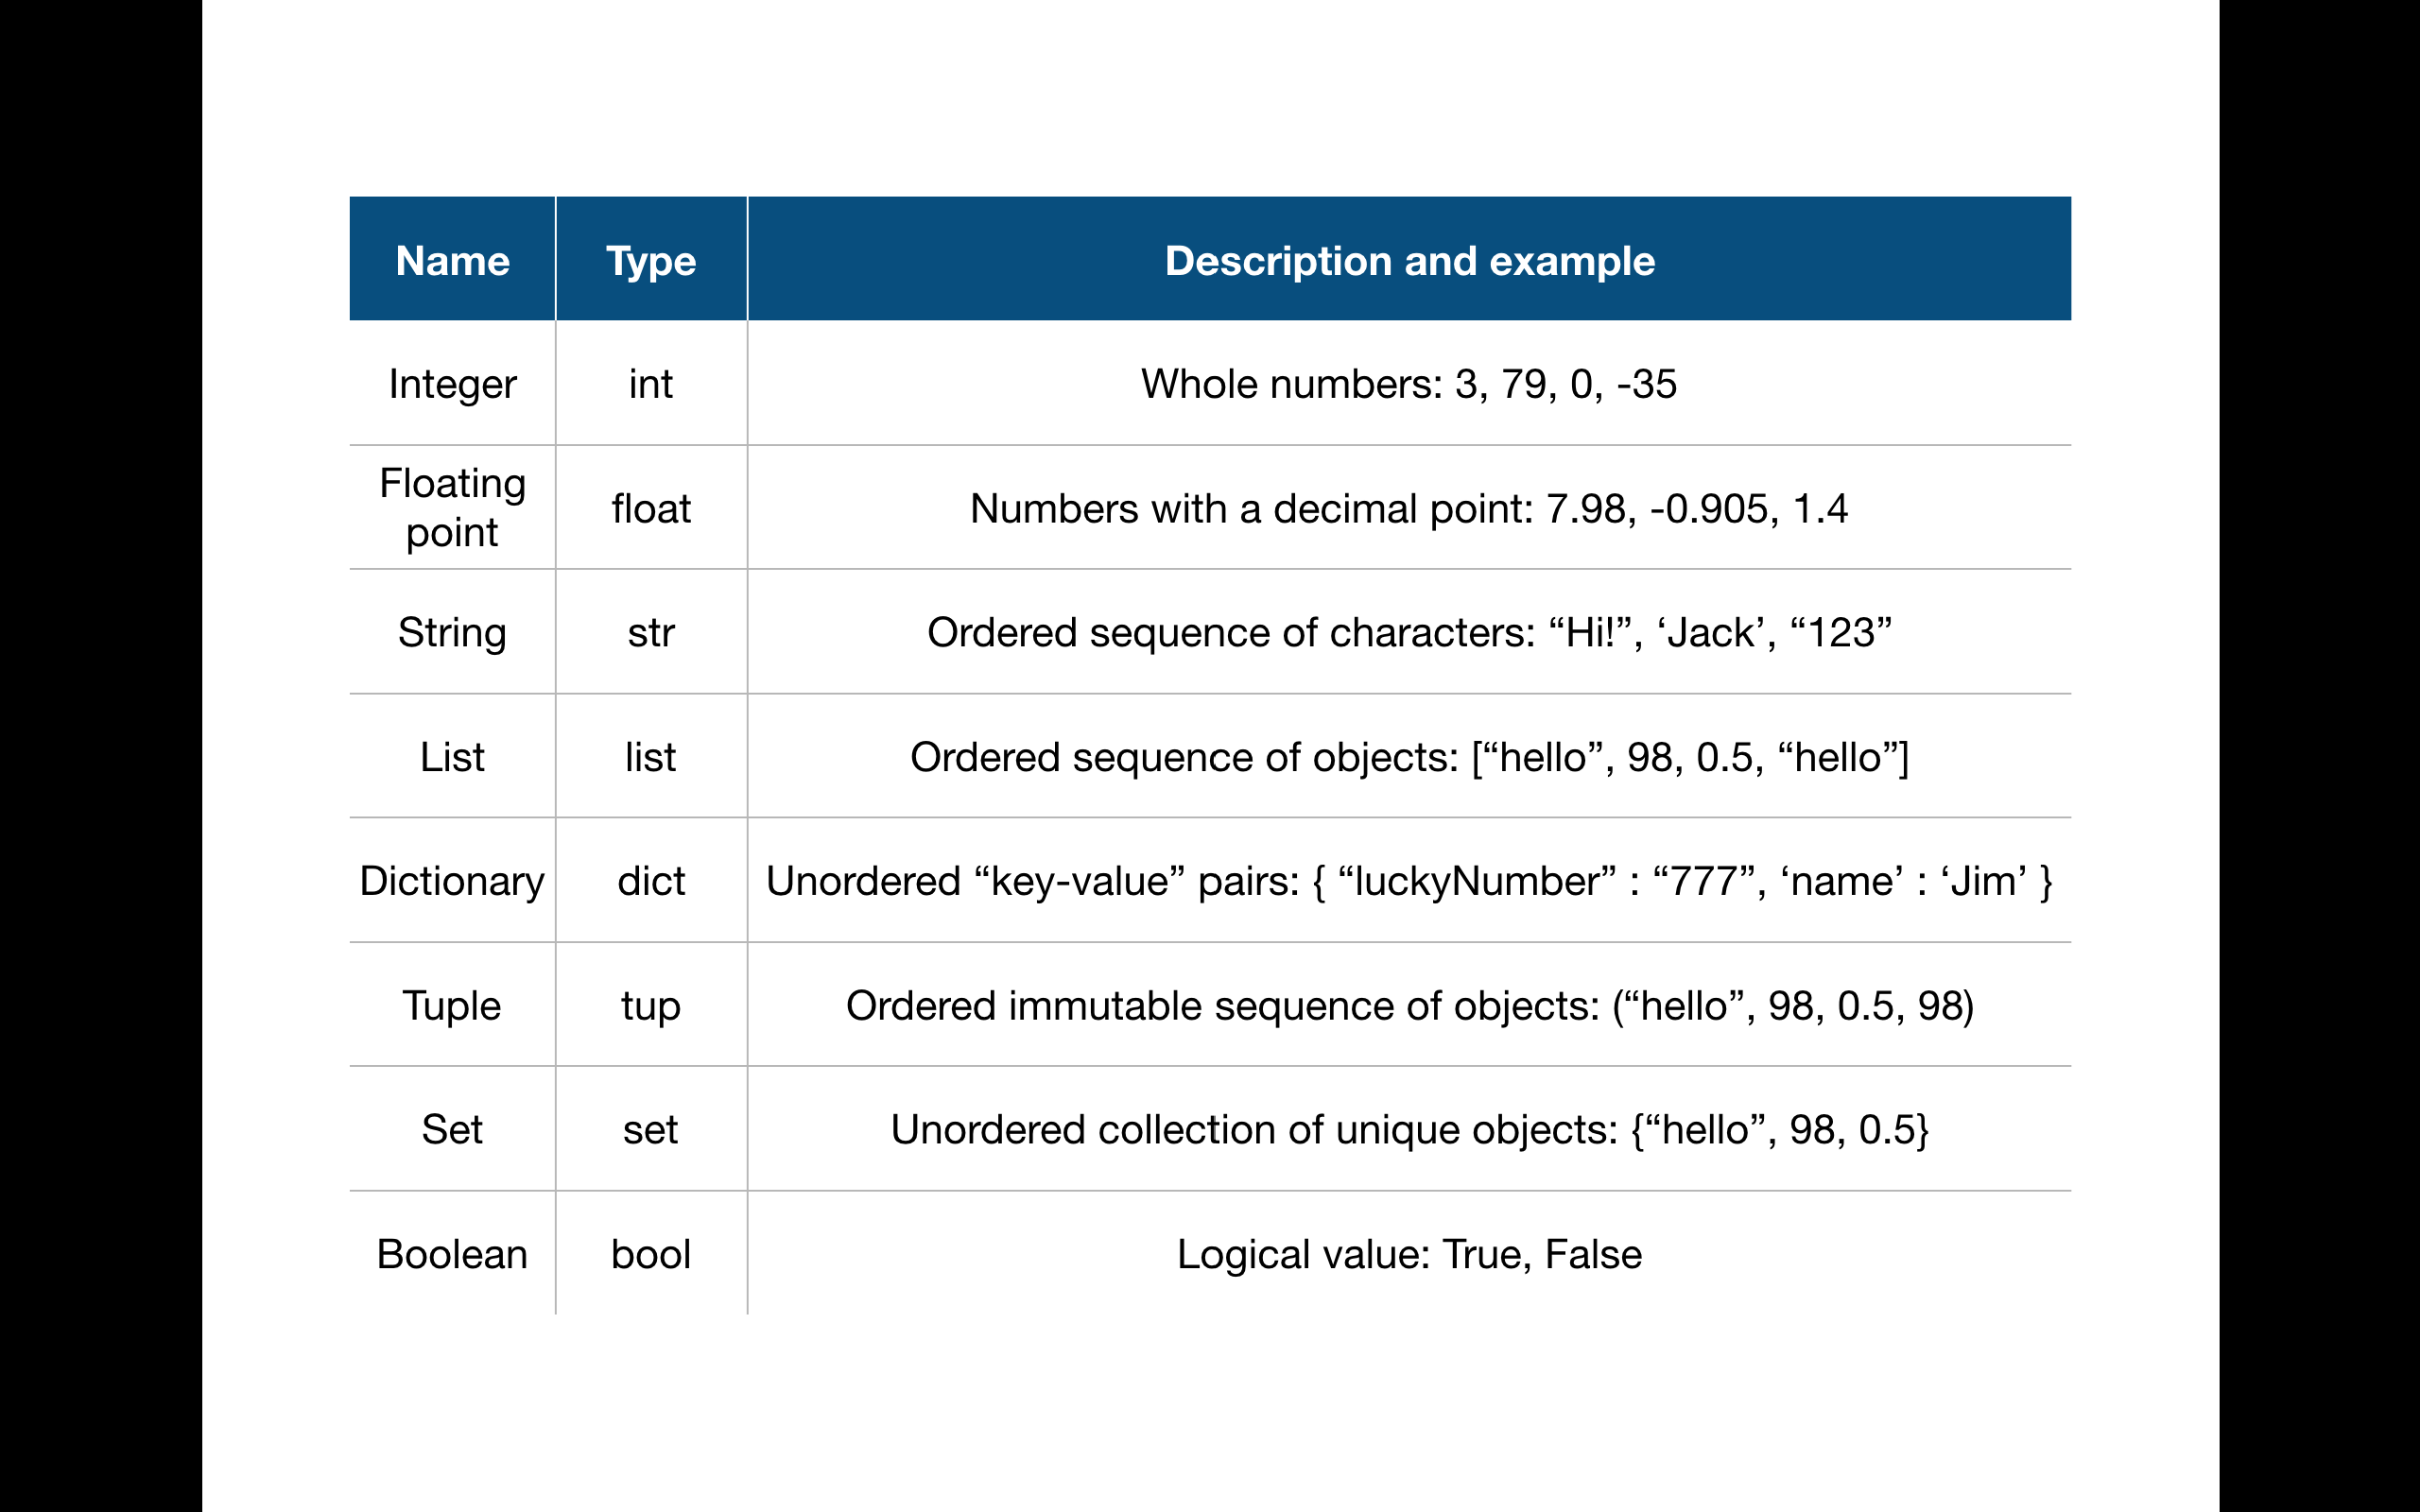 Name Type Description and example
Integer int Whole numbers: 3, 79, 0, -35
Floating
point float Numbers with a decimal point: 7.98, -0.905, 1.4
String str Ordered sequence of characters: “Hi!”, ‘Jack’, “123”
List list Ordered sequence of objects: [“hello”, 98, 0.5, “hello”]
Dictionary dict Unordered “key-value” pairs: { “luckyNumber” : “777”, ‘name’ : ‘Jim’ }
Tuple tup Ordered immutable sequence of objects: (“hello”, 98, 0.5, 98)
Set set Unordered collection of unique objects: {“hello”, 98, 0.5}
Boolean bool Logical value: True, False